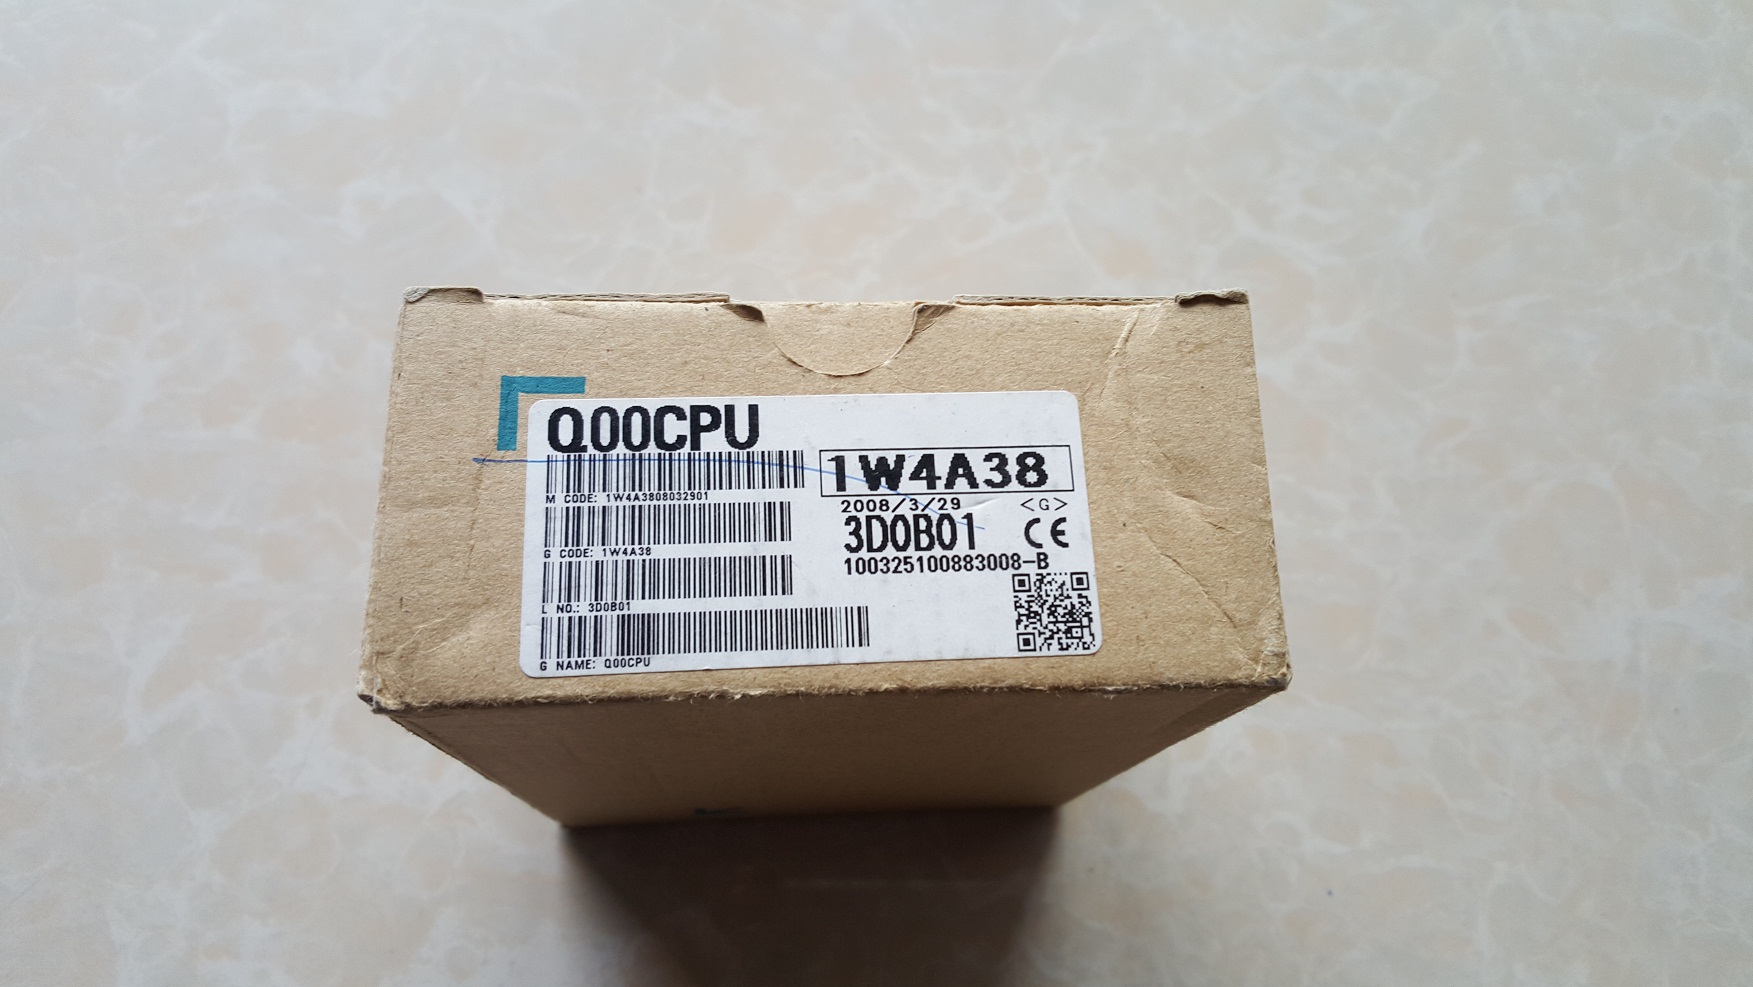 Q00CPU
1W4A38
M CODE: 1W4A3808032901
2008/3/29 <G>
3D0B01 CE
G CODE: 1W4A38
100325100883008-B
L NO.: 3D0B01
G NAME: Q00CPU